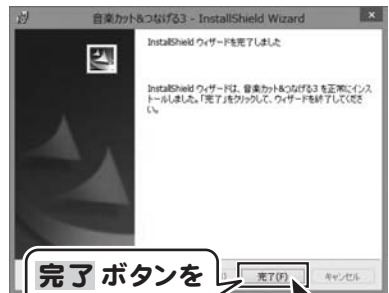 音楽カット&つなげる3 - InstallShield Wizard
InstallShield ウィザードを完了しました
InstallShield ウィザードは、音楽カット&つなげる3 を正常にインス
トールしました。「完了」をクリックして、ウィザードを終了してくださ
い。
完了(F)
キャンセル
完了 ボタンを